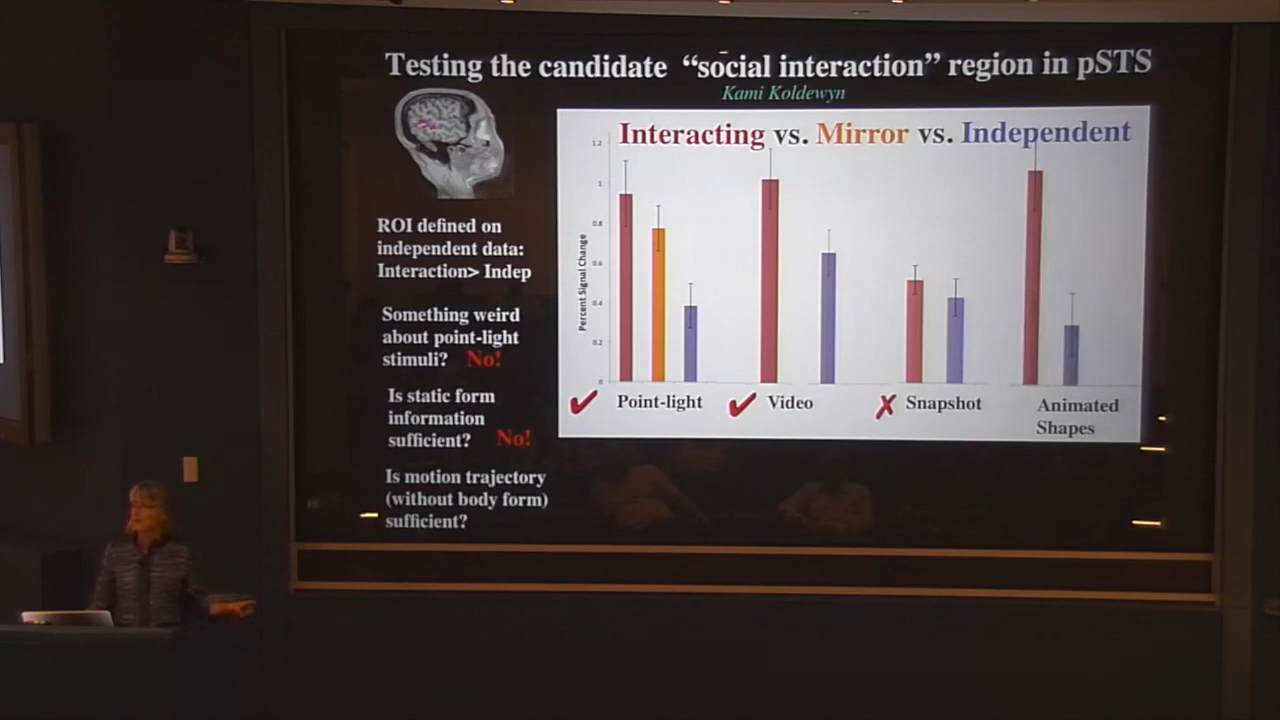 Testing the candidate “social interaction” region in pSTS
Kami Koldewyn
ROI defined on
independent data:
Interaction> Indep
Something weird
about point-light
stimuli? No!
Is static form
information
sufficient? No!
Is motion trajectory
(without body form)
sufficient?
Interacting vs. Mirror vs. Independent
Percent Signal Change
1.2
1
0.8
0.6
0.4
0.2
0
Point-light
Video
Snapshot
Animated
Shapes